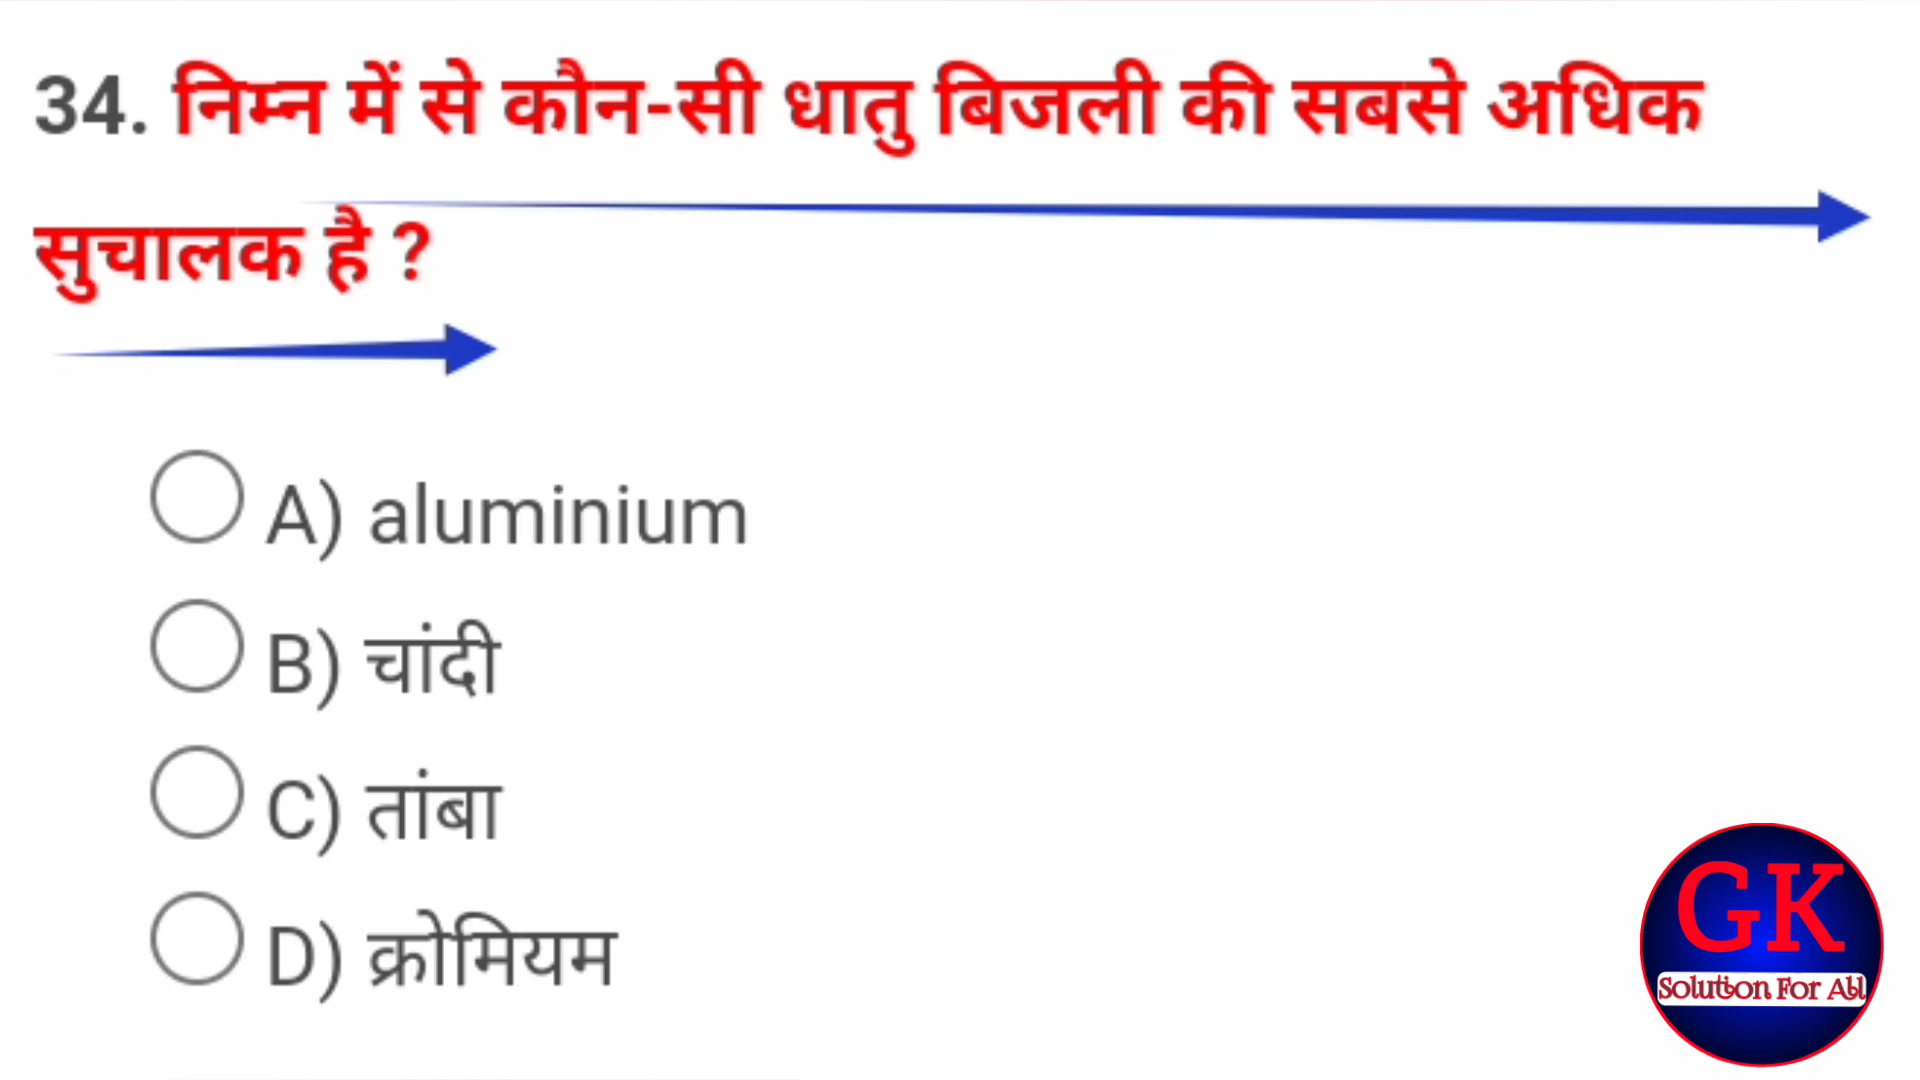 34. निम्न में से कौन-सी धातु बिजली की सबसे अधिक
सुचालक है ?
A) aluminium
B) चांदी
C) तांबा
D) क्रोमियम
GK
Solution For All